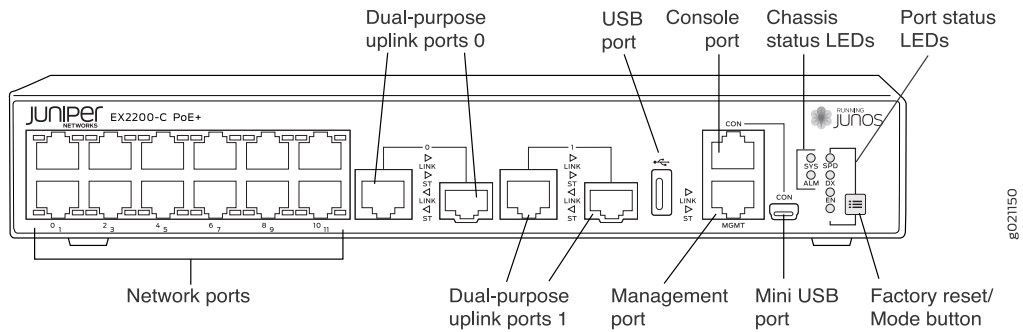 Dual-purpose
uplink ports 0
USB
port
Console
port
Chassis
status LEDs
Port status
LEDs
JUNIPER
NETWORKS
EX2200-C PoE+
RUNNING
JUNOS
CON
0
LINK
ST
LINK
ST
1
LINK
ST
LINK
ST
LINK
ST
MGMT
CON
SYS
ALM
SPD
DX
EN
0 1 2 3 4 5 6 7 8 9 10 11
Network ports
Dual-purpose
uplink ports 1
Management
port
Mini USB
port
Factory reset/
Mode button
g021150